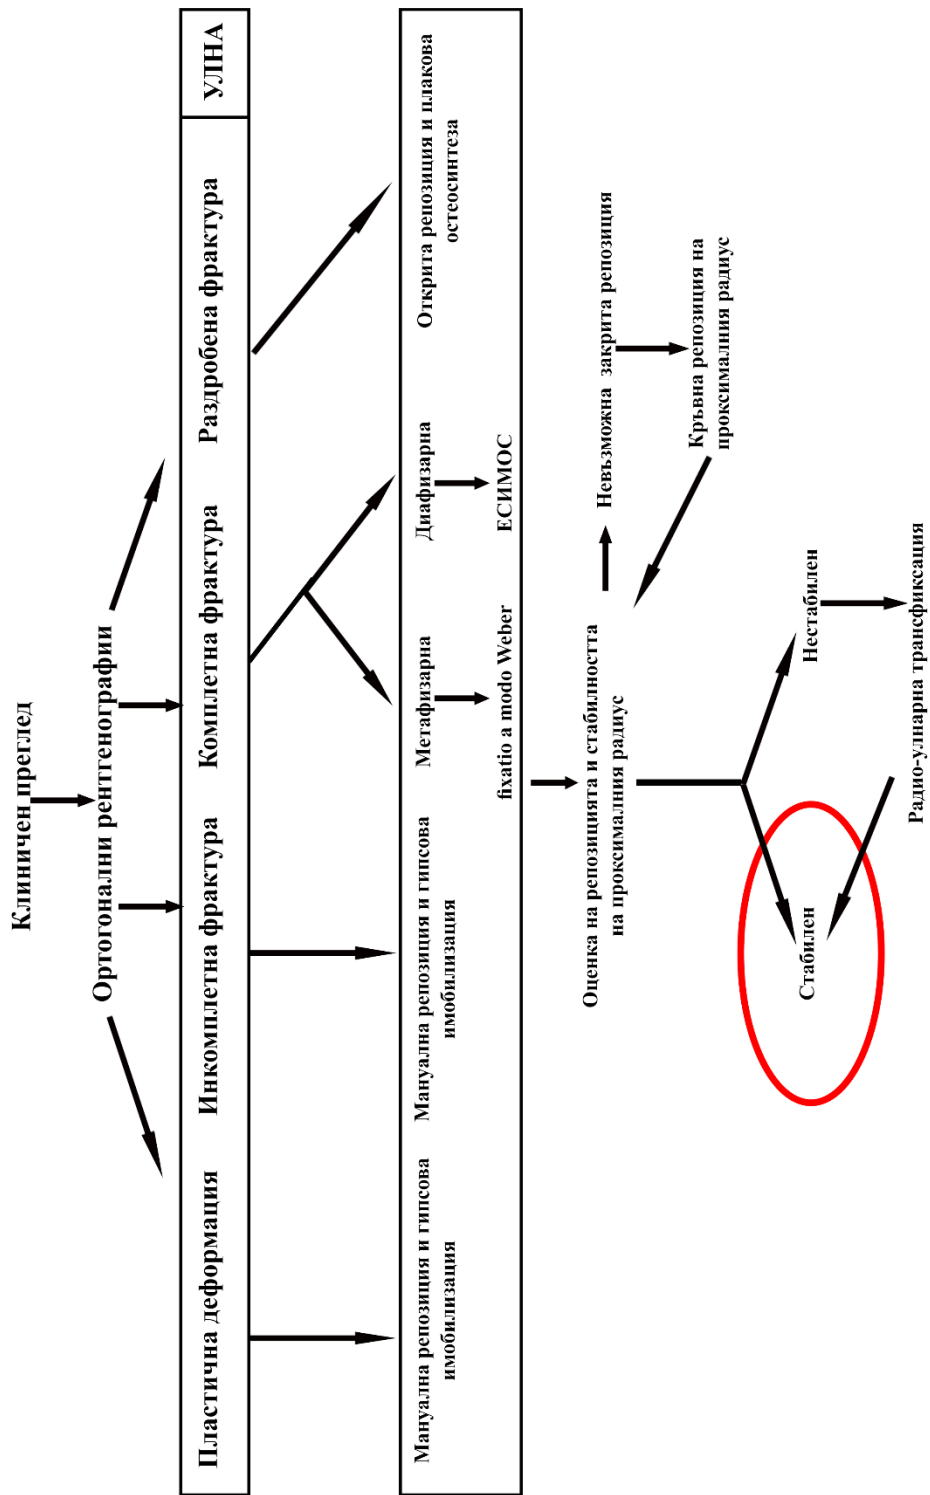 Клиничен преглед
Ортогонални рентгенографии
Пластична деформация
Инкомплетна фрактура
Комплетна фрактура
Раздробена фрактура
УЛНА
Мануална репозиция и гипсова
имобилизация
Мануална репозиция и гипсова
имобилизация
Метафизарна
fixatio a modo Weber
Диафизарна
ЕСИМОС
Открита репозиция и плакова
остеосинтеза
Оценка на репозицията и стабилността
на проксималния радиус
Невъзможна закрита репозиция
Кръвна репозиция на
проксималния радиус
Стабилен
Нестабилен
Радио-улнарна трансфиксация